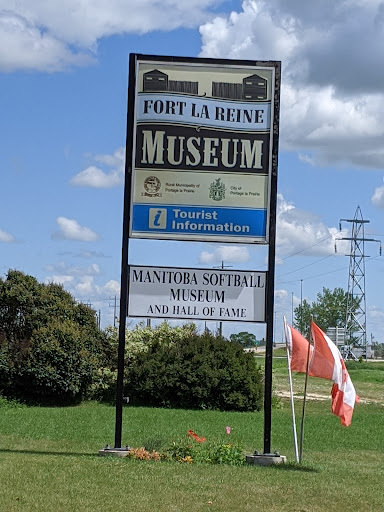 FORT LA REINE
MUSEUM
Rural Municipality of
Portage la Prairie
City of
Portage la Prairie
i Tourist
Information
MANITOBA SOFTBALL
MUSEUM
AND HALL OF FAME